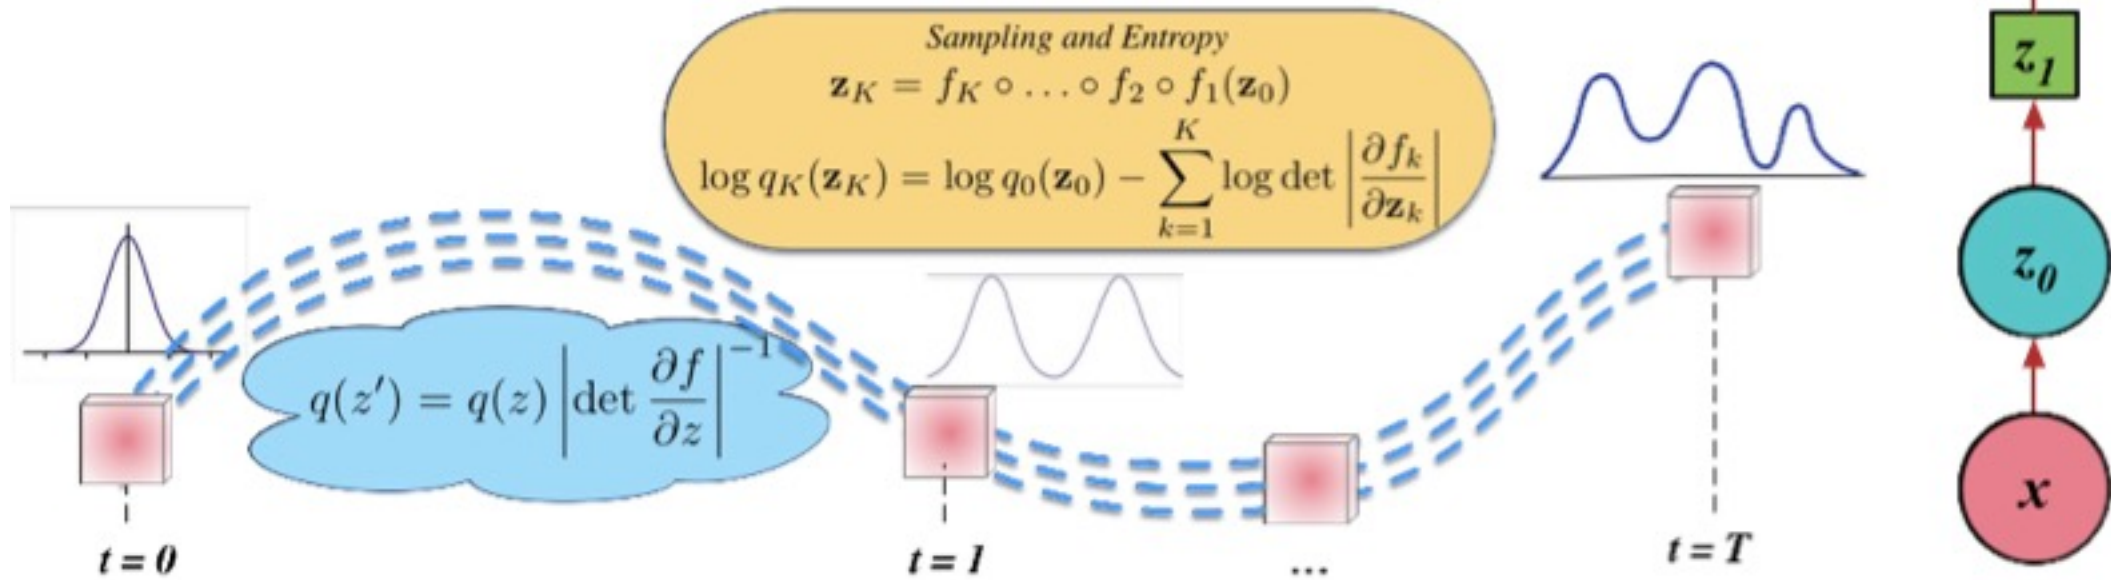 Sampling and Entropy
𝐳_K = f_K ∘ … ∘ f_2 ∘ f_1(𝐳_0)
log q_K(𝐳_K) = log q_0(𝐳_0) − ∑_{k=1}^{K} log det |∂f_k/∂𝐳_k|
q(z′) = q(z) |det ∂f/∂z|^{−1}
t = 0
t = 1
...
t = T
z_1
z_0
x